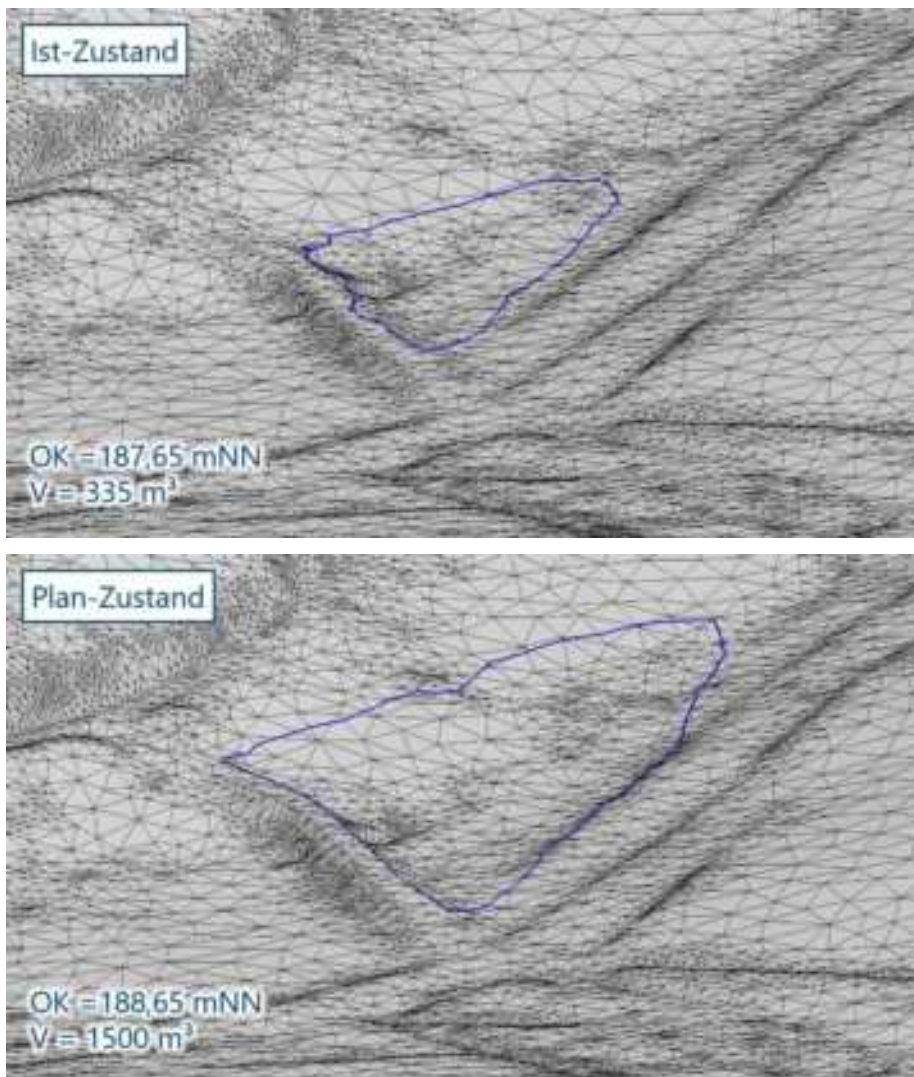 Ist-Zustand
OK = 187,65 mNN
V = 335 m³
Plan-Zustand
OK = 188,65 mNN
V = 1500 m³